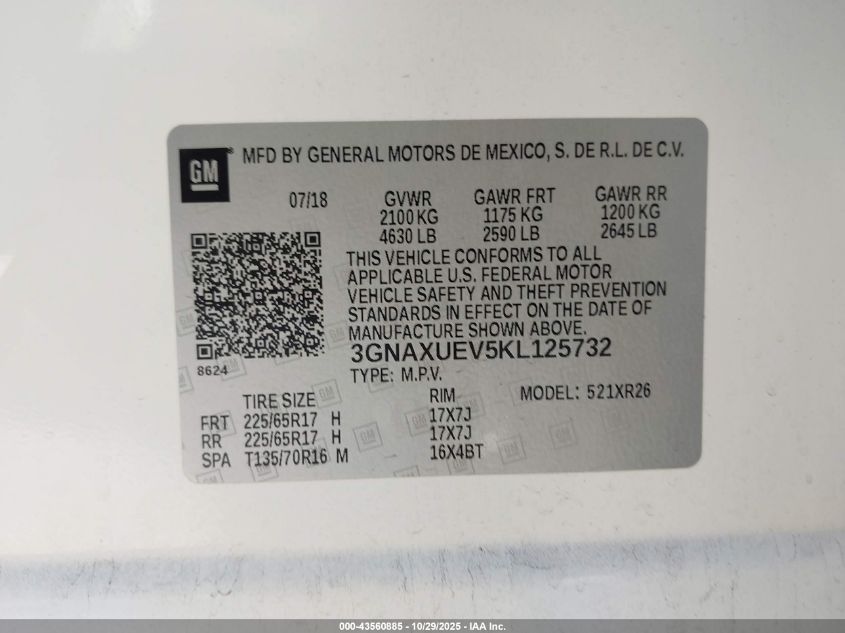 GM® MFD BY GENERAL MOTORS DE MEXICO, S. DE R.L. DE C.V.
07/18 GVWR GAWR FRT GAWR RR
2100 KG 1175 KG 1200 KG
4630 LB 2590 LB 2645 LB
THIS VEHICLE CONFORMS TO ALL
APPLICABLE U.S. FEDERAL MOTOR
VEHICLE SAFETY AND THEFT PREVENTION
STANDARDS IN EFFECT ON THE DATE OF
MANUFACTURE SHOWN ABOVE.
3GNAXUEV5KL125732
8624 TYPE: M.P.V.
TIRE SIZE RIM MODEL: 521XR26
FRT 225/65R17 H 17X7J
RR 225/65R17 H 17X7J
SPA T135/70R16 M 16X4BT
000-43560885 - 10/29/2025 - IAA Inc.